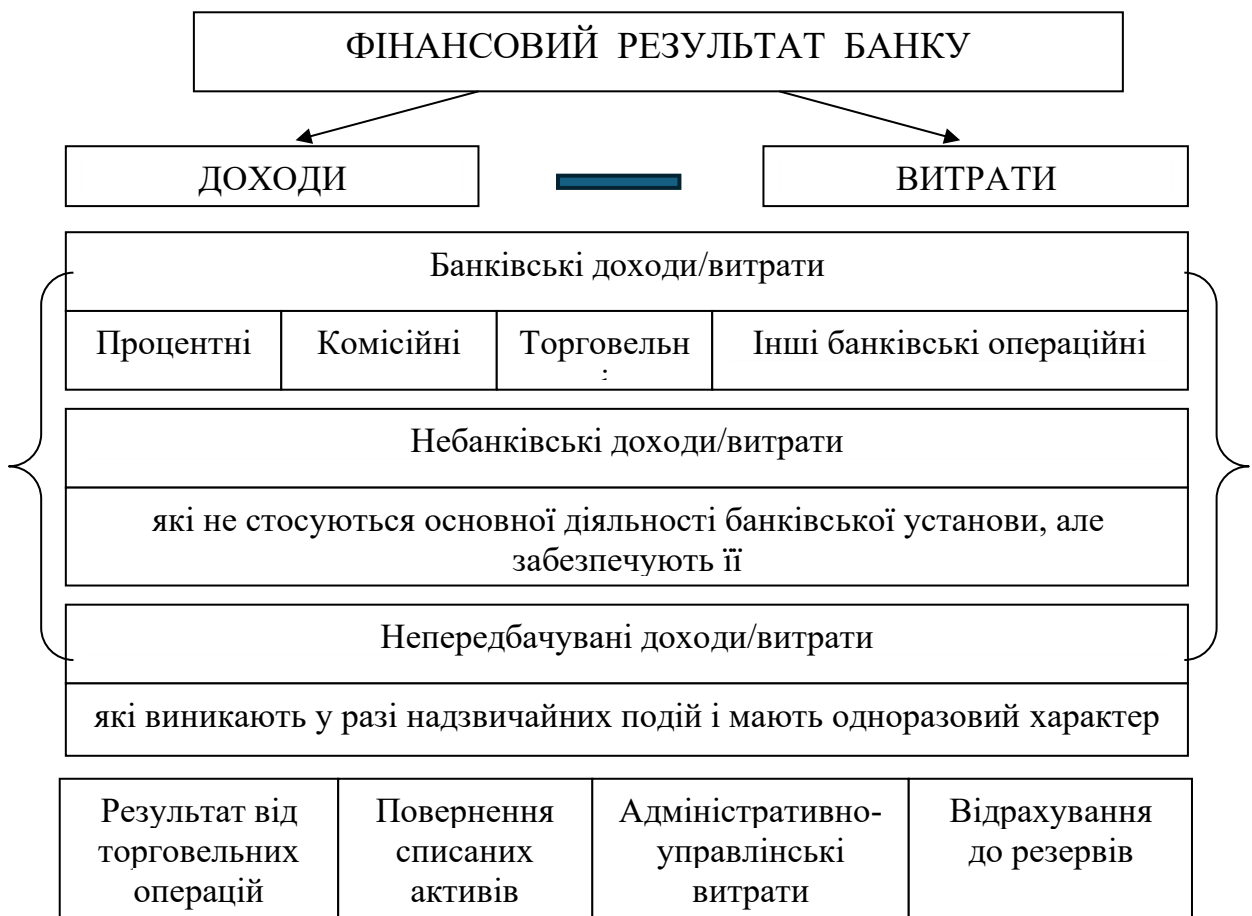 ФІНАНСОВИЙ РЕЗУЛЬТАТ БАНКУ
ДОХОДИ
ВИТРАТИ
Банківські доходи/витрати
Процентні
Комісійні
Торговельн
і
Інші банківські операційні
Небанківські доходи/витрати
які не стосуються основної діяльності банківської установи, але
забезпечують її
Непередбачувані доходи/витрати
які виникають у разі надзвичайних подій і мають одноразовий характер
Результат від
торговельних
операцій
Повернення
списаних
активів
Адміністративно-
управлінські
витрати
Відрахування
до резервів